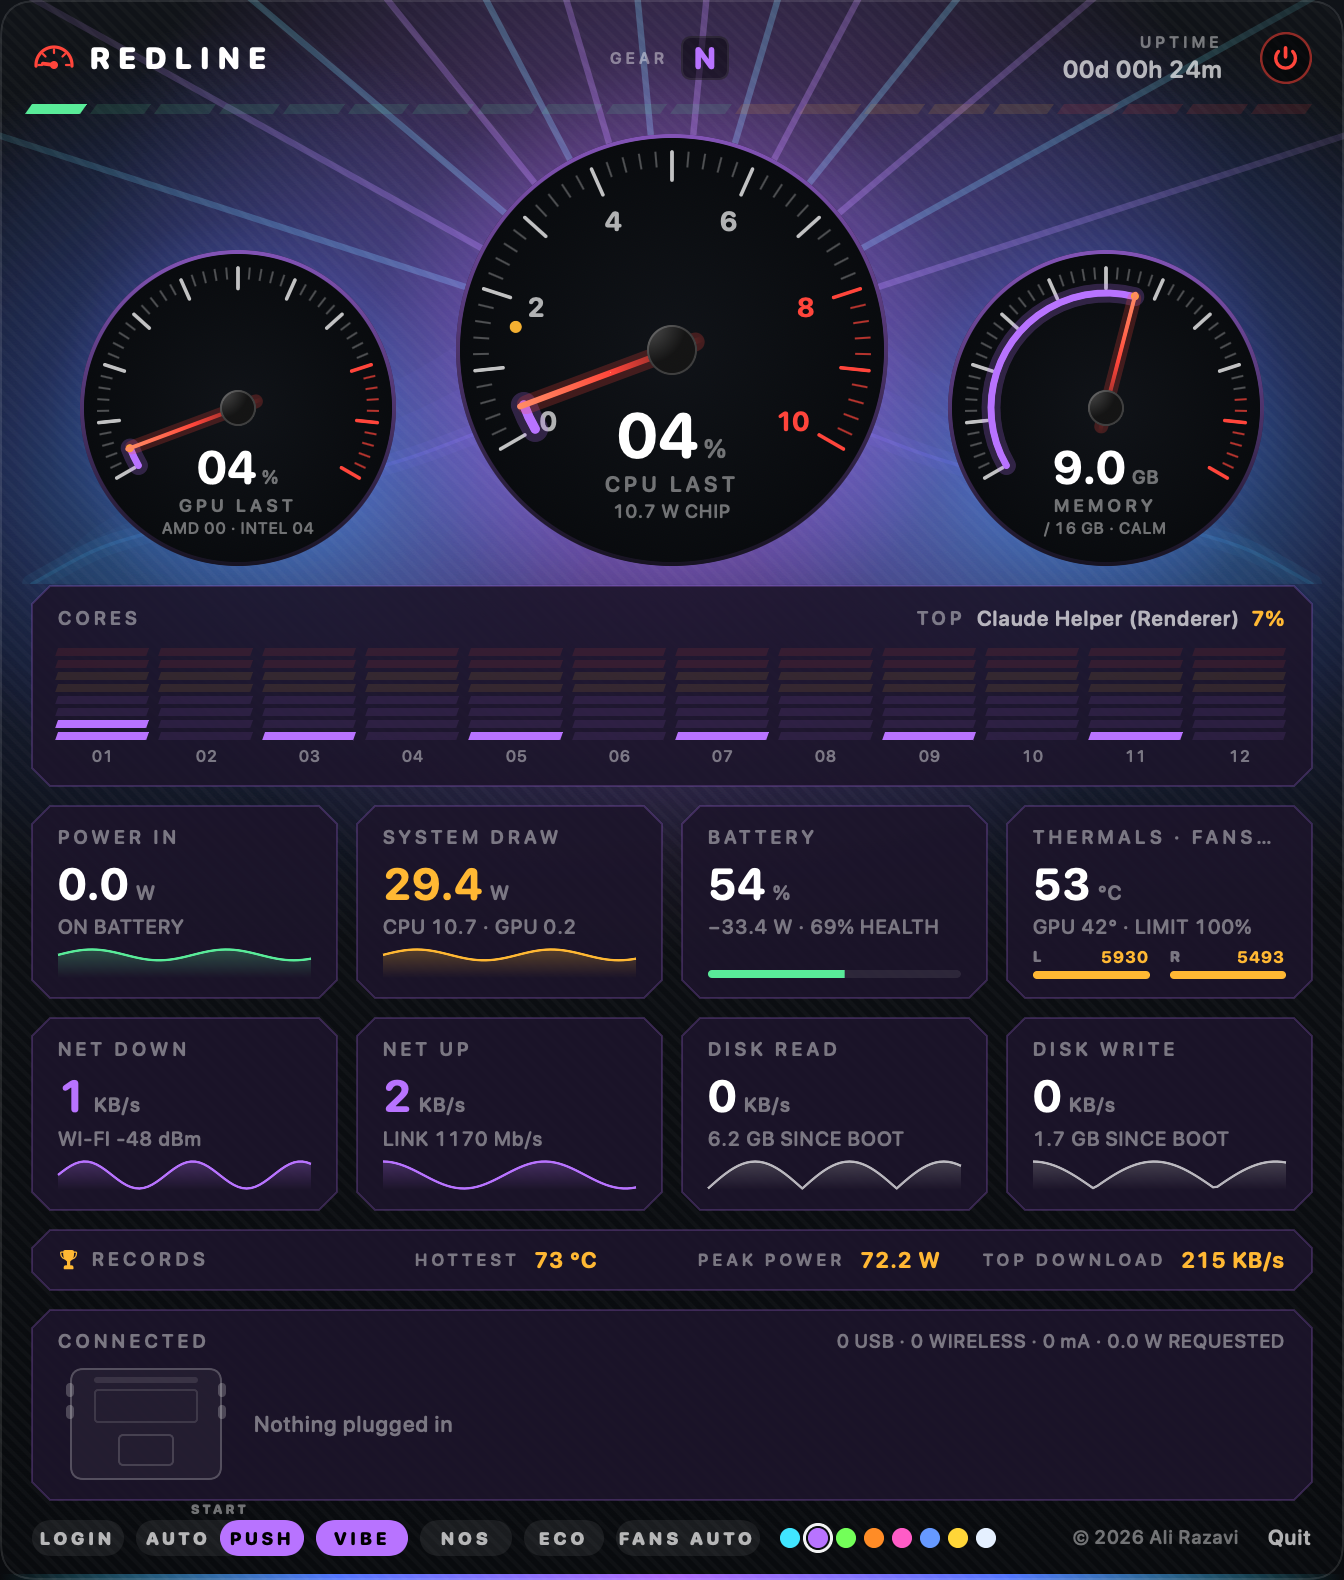 REDLINE
GEAR N
UPTIME
00d 00h 24m
4 6
2 8
0 10
04 %
CPU LAST
10.7 W CHIP
04 %
GPU LAST
AMD 00 · INTEL 04
9.0 GB
MEMORY
/ 16 GB · CALM
CORES
TOP Claude Helper (Renderer) 7%
01 02 03 04 05 06 07 08 09 10 11 12
POWER IN
0.0 W
ON BATTERY
SYSTEM DRAW
29.4 W
CPU 10.7 · GPU 0.2
BATTERY
54 %
−33.4 W · 69% HEALTH
THERMALS · FANS...
53 °C
GPU 42° · LIMIT 100%
L 5930 R 5493
NET DOWN
1 KB/s
WI-FI -48 dBm
NET UP
2 KB/s
LINK 1170 Mb/s
DISK READ
0 KB/s
6.2 GB SINCE BOOT
DISK WRITE
0 KB/s
1.7 GB SINCE BOOT
RECORDS HOTTEST 73 °C PEAK POWER 72.2 W TOP DOWNLOAD 215 KB/s
CONNECTED 0 USB · 0 WIRELESS · 0 mA · 0.0 W REQUESTED
Nothing plugged in
START
LOGIN AUTO PUSH VIBE NOS ECO FANS AUTO © 2026 Ali Razavi Quit